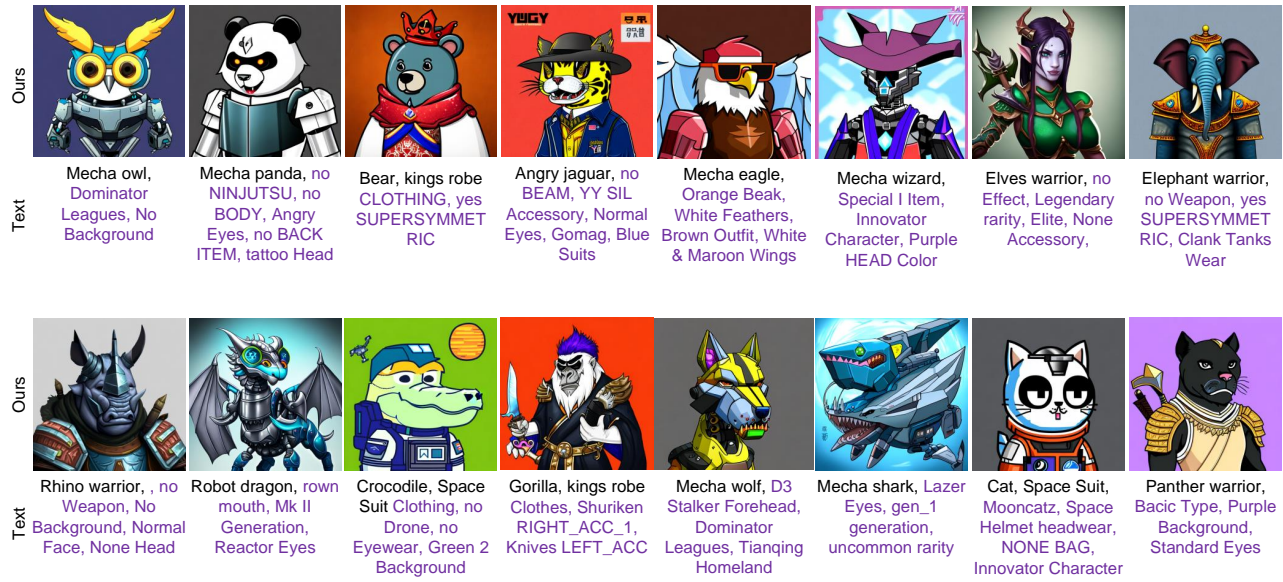 Ours
YUGY
Text
Mecha owl,
Dominator
Leagues, No
Background
Mecha panda, no
NINJUTSU, no
BODY, Angry
Eyes, no BACK
ITEM, tattoo Head
Bear, kings robe
CLOTHING, yes
SUPERSYMMET
RIC
Angry jaguar, no
BEAM, YY SIL
Accessory, Normal
Eyes, Gomag, Blue
Suits
Mecha eagle,
Orange Beak,
White Feathers,
Brown Outfit, White
& Maroon Wings
Mecha wizard,
Special I Item,
Innovator
Character, Purple
HEAD Color
Elves warrior, no
Effect, Legendary
rarity, Elite, None
Accessory,
Elephant warrior,
no Weapon, yes
SUPERSYMMET
RIC, Clank Tanks
Wear
Ours
Text
Rhino warrior, , no
Weapon, No
Background, Normal
Face, None Head
Robot dragon, rown
mouth, Mk II
Generation,
Reactor Eyes
Crocodile, Space
Suit Clothing, no
Drone, no
Eyewear, Green 2
Background
Gorilla, kings robe
Clothes, Shuriken
RIGHT_ACC_1,
Knives LEFT_ACC
Mecha wolf, D3
Stalker Forehead,
Dominator
Leagues, Tianqing
Homeland
Mecha shark, Lazer
Eyes, gen_1
generation,
uncommon rarity
Cat, Space Suit,
Mooncatz, Space
Helmet headwear,
NONE BAG,
Innovator Character
Panther warrior,
Bacic Type, Purple
Background,
Standard Eyes